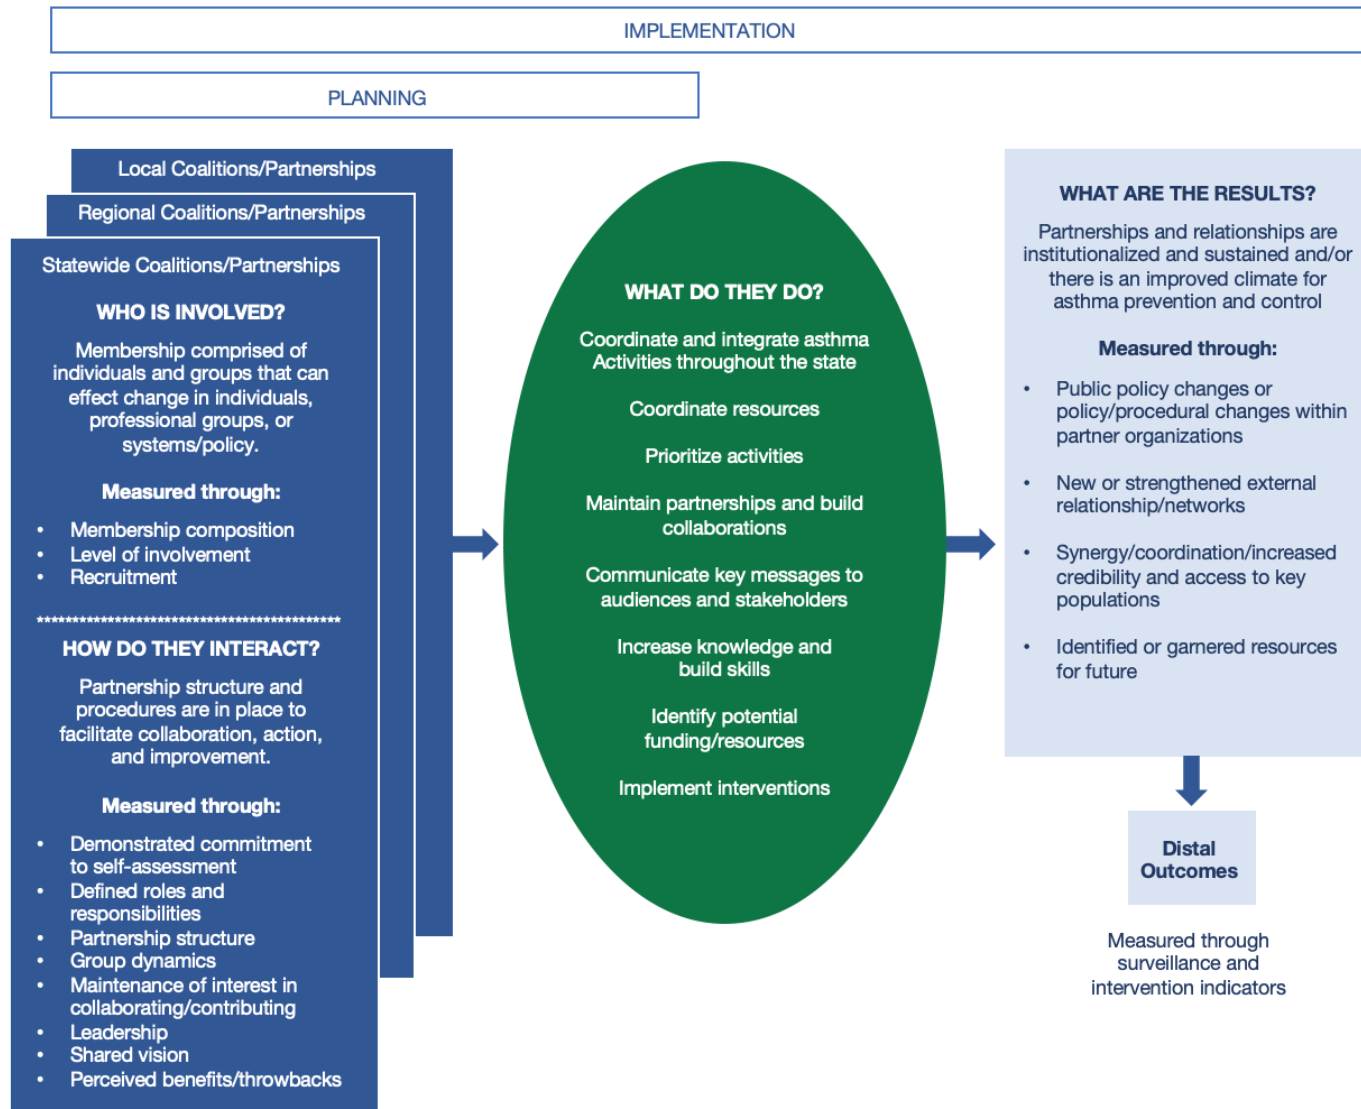 IMPLEMENTATION
PLANNING
Local Coalitions/Partnerships
Regional Coalitions/Partnerships
Statewide Coalitions/Partnerships
WHO IS INVOLVED?
Membership comprised of
individuals and groups that can
effect change in individuals,
professional groups, or
systems/policy.
Measured through:
• Membership composition
• Level of involvement
• Recruitment
*******************************************
HOW DO THEY INTERACT?
Partnership structure and
procedures are in place to
facilitate collaboration, action,
and improvement.
Measured through:
• Demonstrated commitment
to self-assessment
• Defined roles and
responsibilities
• Partnership structure
• Group dynamics
• Maintenance of interest in
collaborating/contributing
• Leadership
• Shared vision
• Perceived benefits/throwbacks
WHAT DO THEY DO?
Coordinate and integrate asthma
Activities throughout the state
Coordinate resources
Prioritize activities
Maintain partnerships and build
collaborations
Communicate key messages to
audiences and stakeholders
Increase knowledge and
build skills
Identify potential
funding/resources
Implement interventions
WHAT ARE THE RESULTS?
Partnerships and relationships are
institutionalized and sustained and/or
there is an improved climate for
asthma prevention and control
Measured through:
• Public policy changes or
policy/procedural changes within
partner organizations
• New or strengthened external
relationship/networks
• Synergy/coordination/increased
credibility and access to key
populations
• Identified or garnered resources
for future
Distal
Outcomes
Measured through
surveillance and
intervention indicators